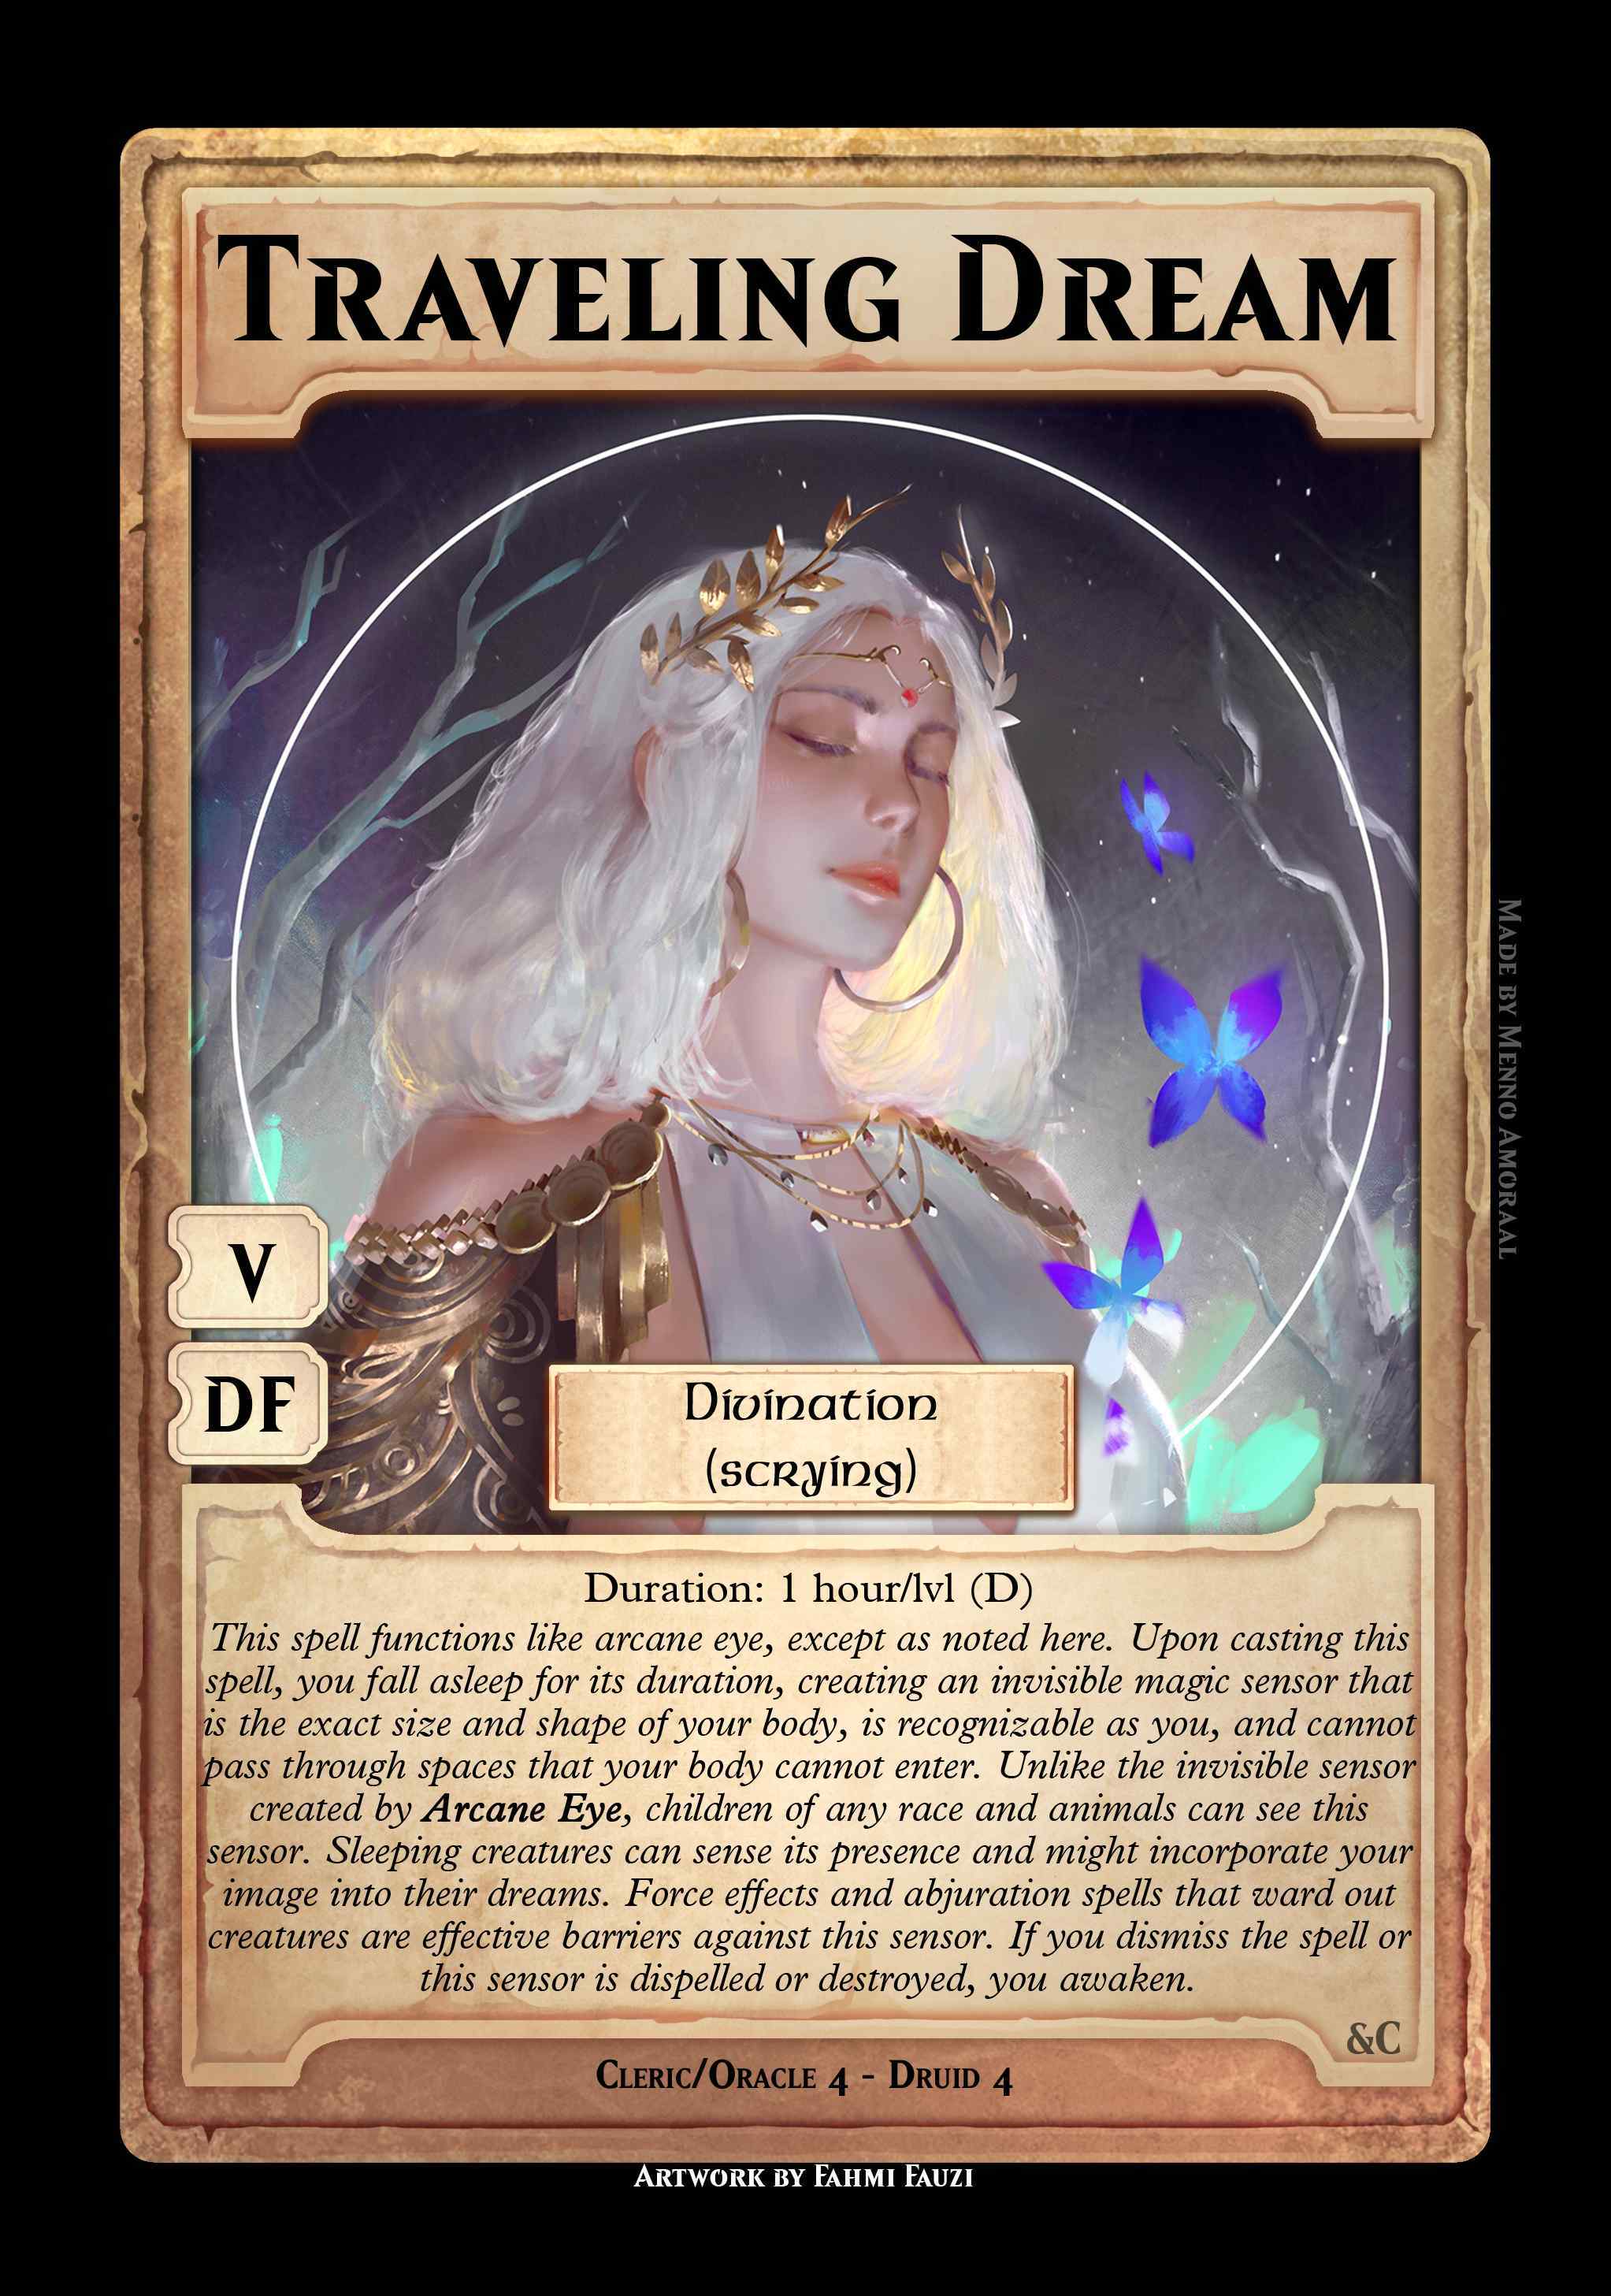 Traveling Dream
V
DF
Divination
(scrying)
Duration: 1 hour/lvl (D)
This spell functions like arcane eye, except as noted here. Upon casting this
spell, you fall asleep for its duration, creating an invisible magic sensor that
is the exact size and shape of your body, is recognizable as you, and cannot
pass through spaces that your body cannot enter. Unlike the invisible sensor
created by Arcane Eye, children of any race and animals can see this
sensor. Sleeping creatures can sense its presence and might incorporate your
image into their dreams. Force effects and abjuration spells that ward out
creatures are effective barriers against this sensor. If you dismiss the spell or
this sensor is dispelled or destroyed, you awaken.
&C
Cleric/Oracle 4 - Druid 4
Artwork by Fahmi Fauzi
Made by Menno Amoraal